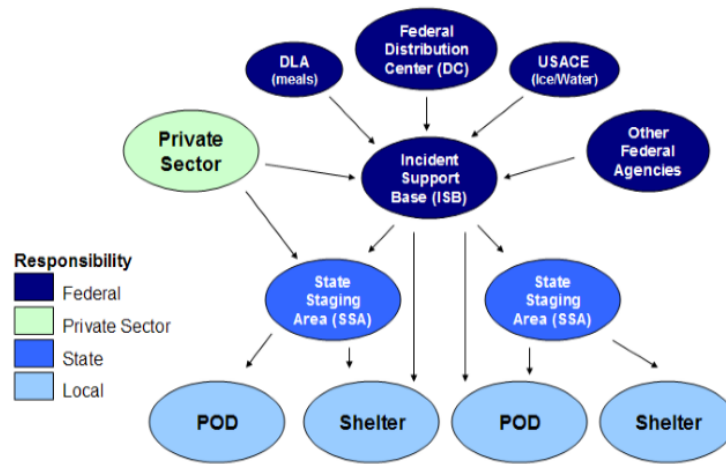 Federal
Distribution
Center (DC)
DLA
(meals)
USACE
(Ice/Water)
Private
Sector
Incident
Support
Base (ISB)
Other
Federal
Agencies
Responsibility
Federal
Private Sector
State
Local
State
Staging
Area (SSA)
State
Staging
Area (SSA)
POD
Shelter
POD
Shelter